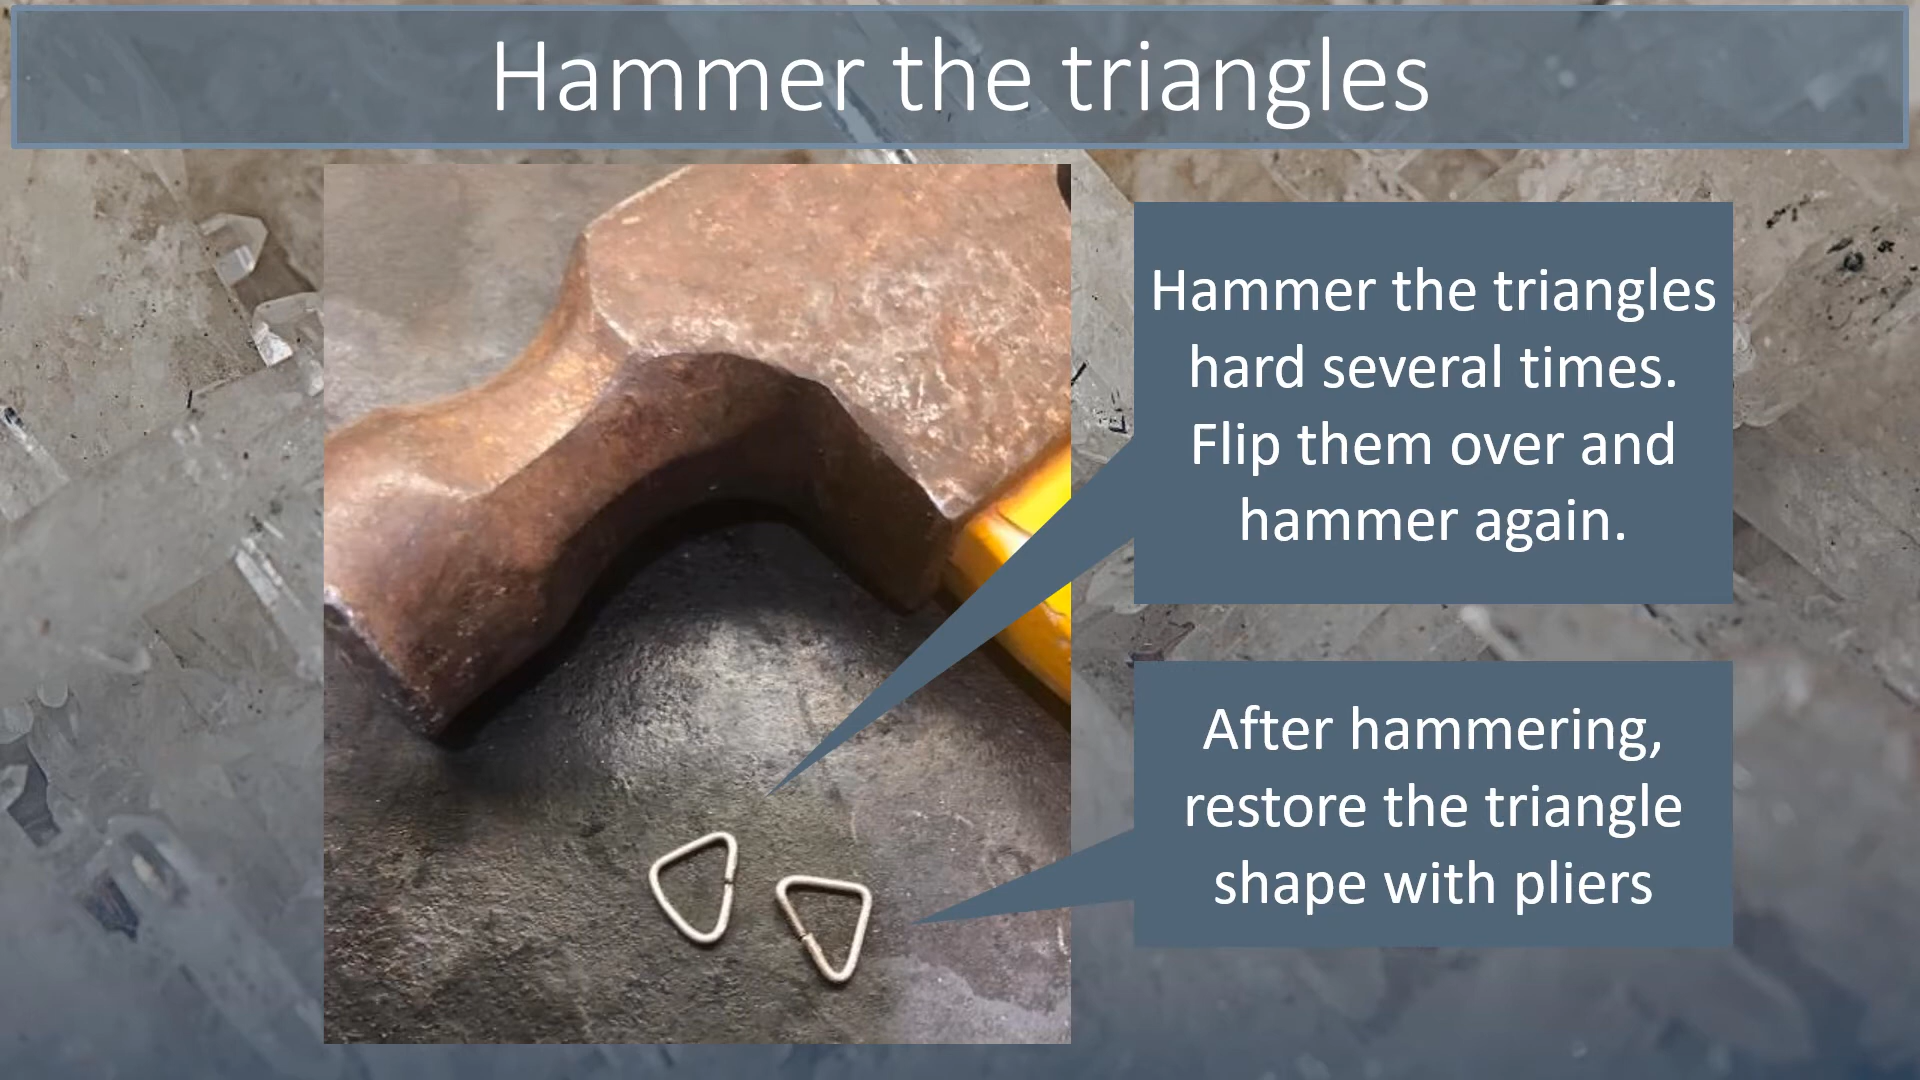 Hammer the triangles
Hammer the triangles
hard several times.
Flip them over and
hammer again.
After hammering,
restore the triangle
shape with pliers